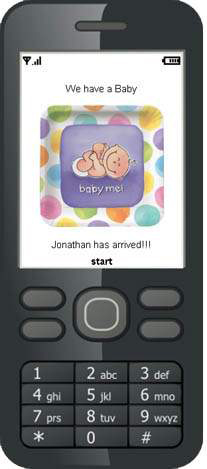 We have a Baby
baby me!
Jonathan has arrived!!!
start
1 2 abc 3 def
4 ghi 5 jkl 6 mno
7 prs 8 tuv 9 wxyz
* 0 #